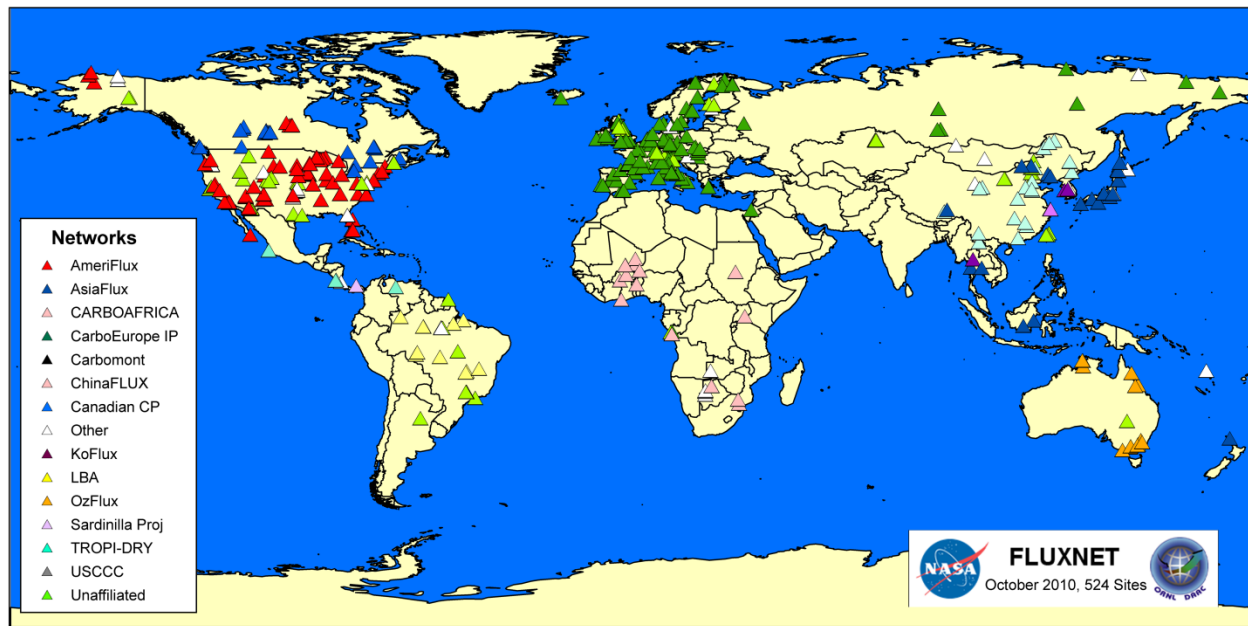 Networks
AmeriFlux
AsiaFlux
CARBOAFRICA
CarboEurope IP
Carbomont
ChinaFLUX
Canadian CP
Other
KoFlux
LBA
OzFlux
Sardinilla Proj
TROPI-DRY
USCCC
Unaffiliated
NASA
FLUXNET
October 2010, 524 Sites
ORNL DAAC